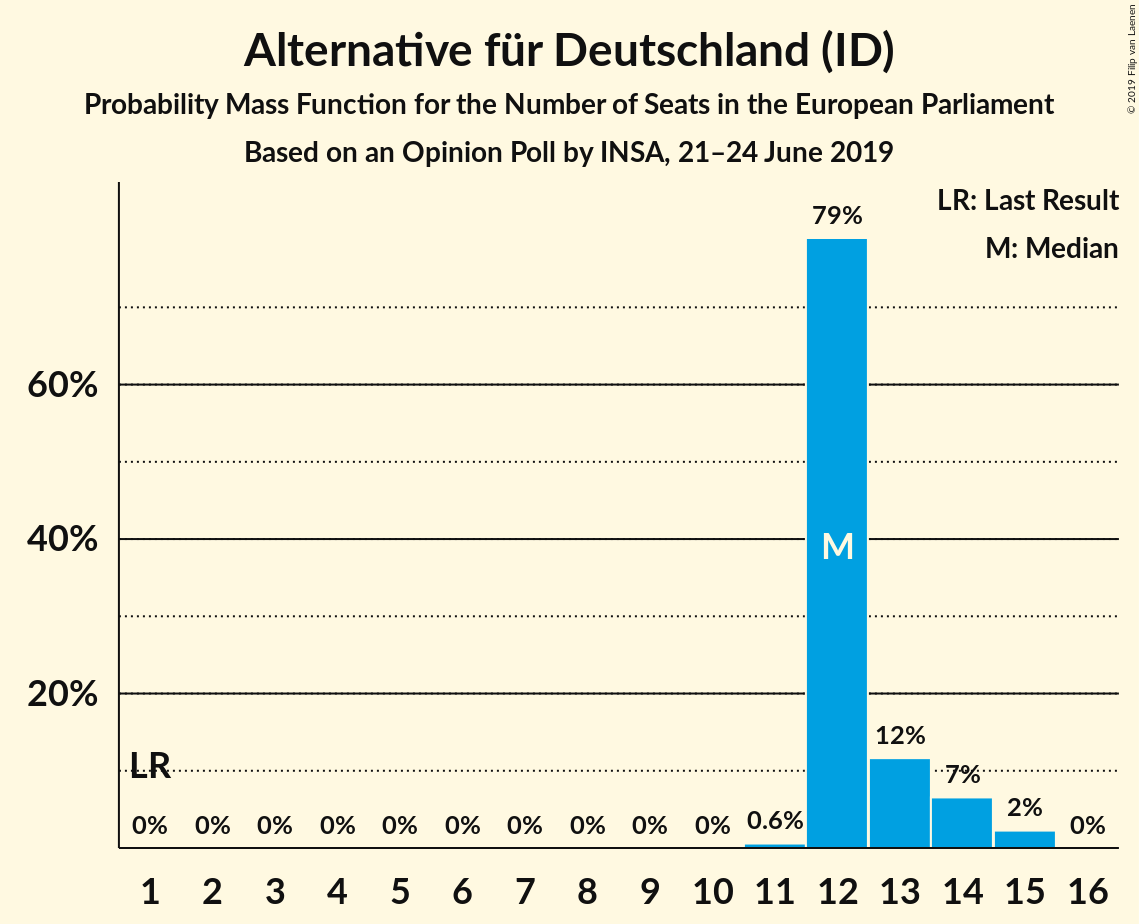 Alternative für Deutschland (ID)
Probability Mass Function for the Number of Seats in the European Parliament
Based on an Opinion Poll by INSA, 21–24 June 2019
© 2019 Filip van Laenen
LR: Last Result
M: Median
79%
60%
40%
M
20%
12%
LR
7%
0% 0% 0% 0% 0% 0% 0% 0% 0% 0% 0.6% 2% 0%
1 2 3 4 5 6 7 8 9 10 11 12 13 14 15 16